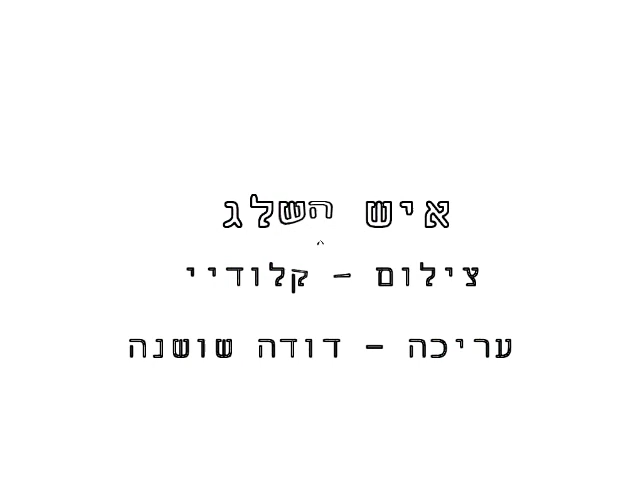 איש השלג
צילום - קלודיי
עריכה - דודה שושנה